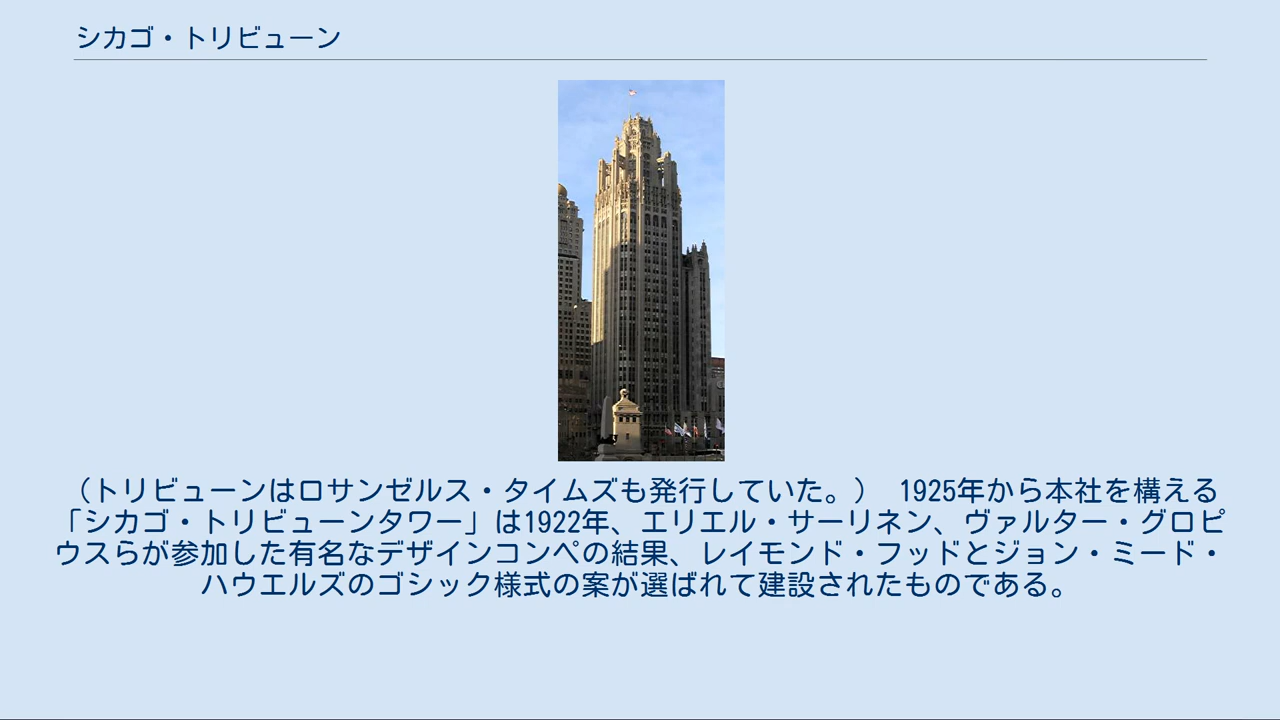 シカゴ・トリビューン
（トリビューンはロサンゼルス・タイムズも発行していた。）　1925年から本社を構える
「シカゴ・トリビューンタワー」は1922年、エリエル・サーリネン、ヴァルター・グロピ
ウスらが参加した有名なデザインコンペの結果、レイモンド・フッドとジョン・ミード・
ハウエルズのゴシック様式の案が選ばれて建設されたものである。